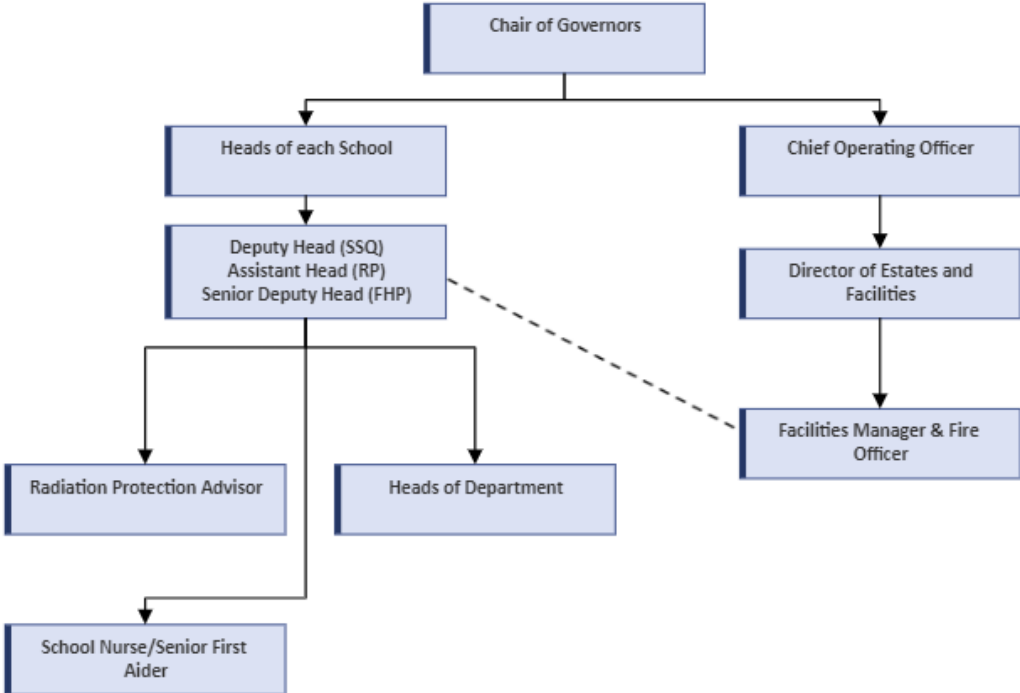 Chair of Governors
Heads of each School
Chief Operating Officer
Deputy Head (SSQ)
Assistant Head (RP)
Senior Deputy Head (FHP)
Director of Estates and
Facilities
Facilities Manager & Fire
Officer
Radiation Protection Advisor
Heads of Department
School Nurse/Senior First
Aider